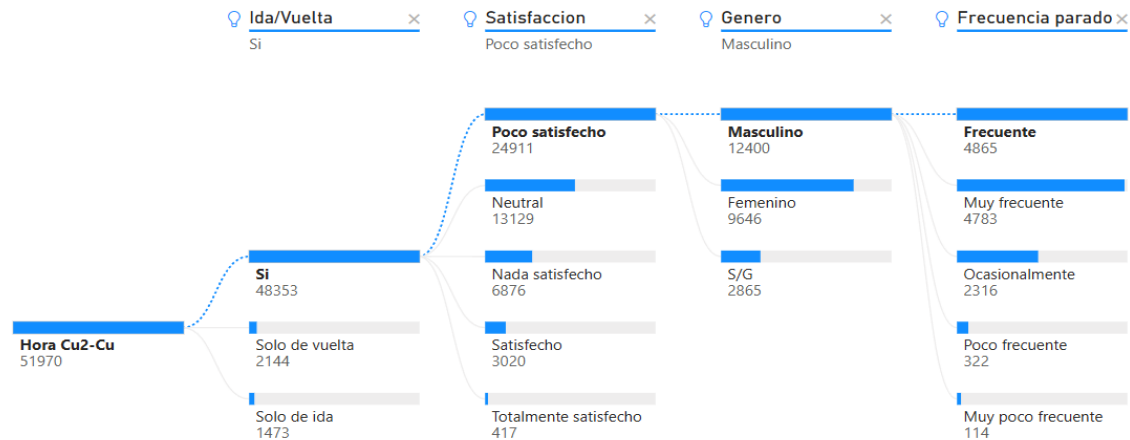 Ida/Vuelta
Si
Satisfaccion
Poco satisfecho
Genero
Masculino
Frecuencia parado
Hora Cu2-Cu
51970
Si
48353
Solo de vuelta
2144
Solo de ida
1473
Poco satisfecho
24911
Neutral
13129
Nada satisfecho
6876
Satisfecho
3020
Totalmente satisfecho
417
Masculino
12400
Femenino
9646
S/G
2865
Frecuente
4865
Muy frecuente
4783
Ocasionalmente
2316
Poco frecuente
322
Muy poco frecuente
114